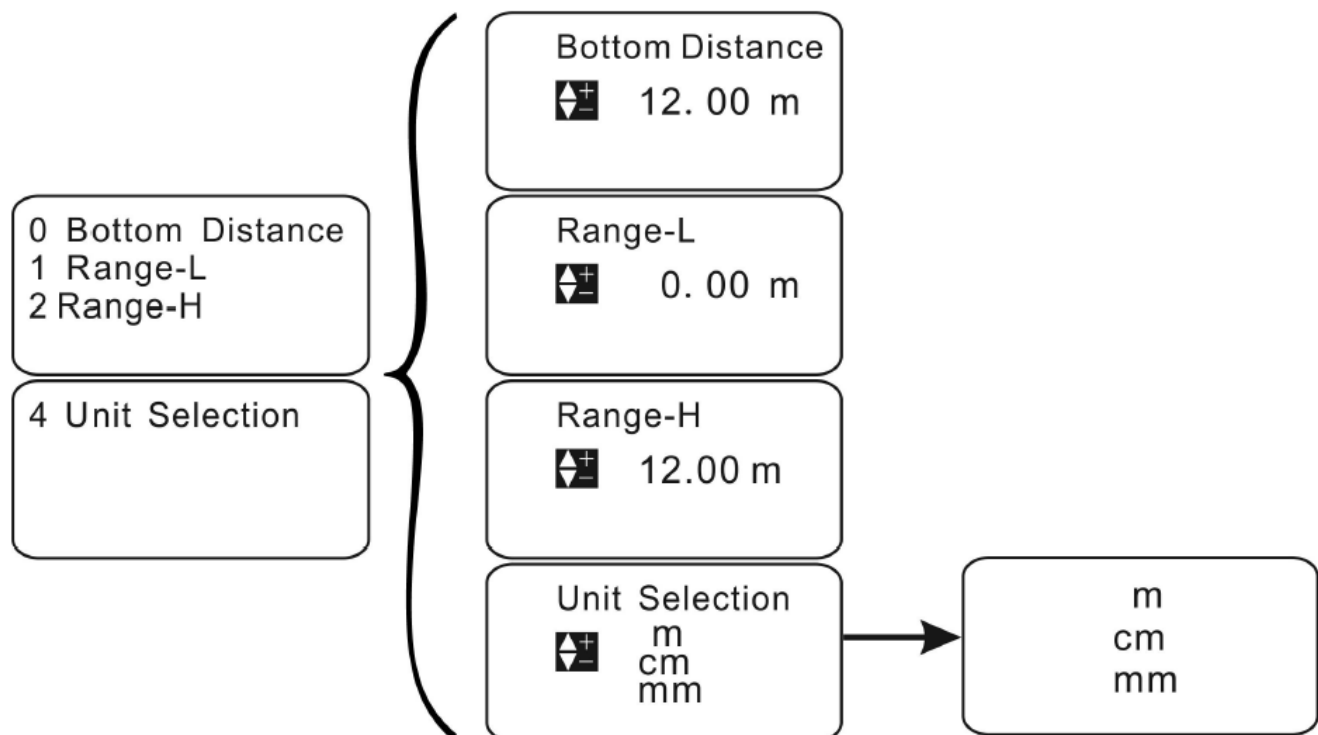 0 Bottom Distance
1 Range-L
2 Range-H
4 Unit Selection
Bottom Distance
12. 00 m
Range-L
0. 00 m
Range-H
12.00 m
Unit Selection
m
cm
mm
m
cm
mm